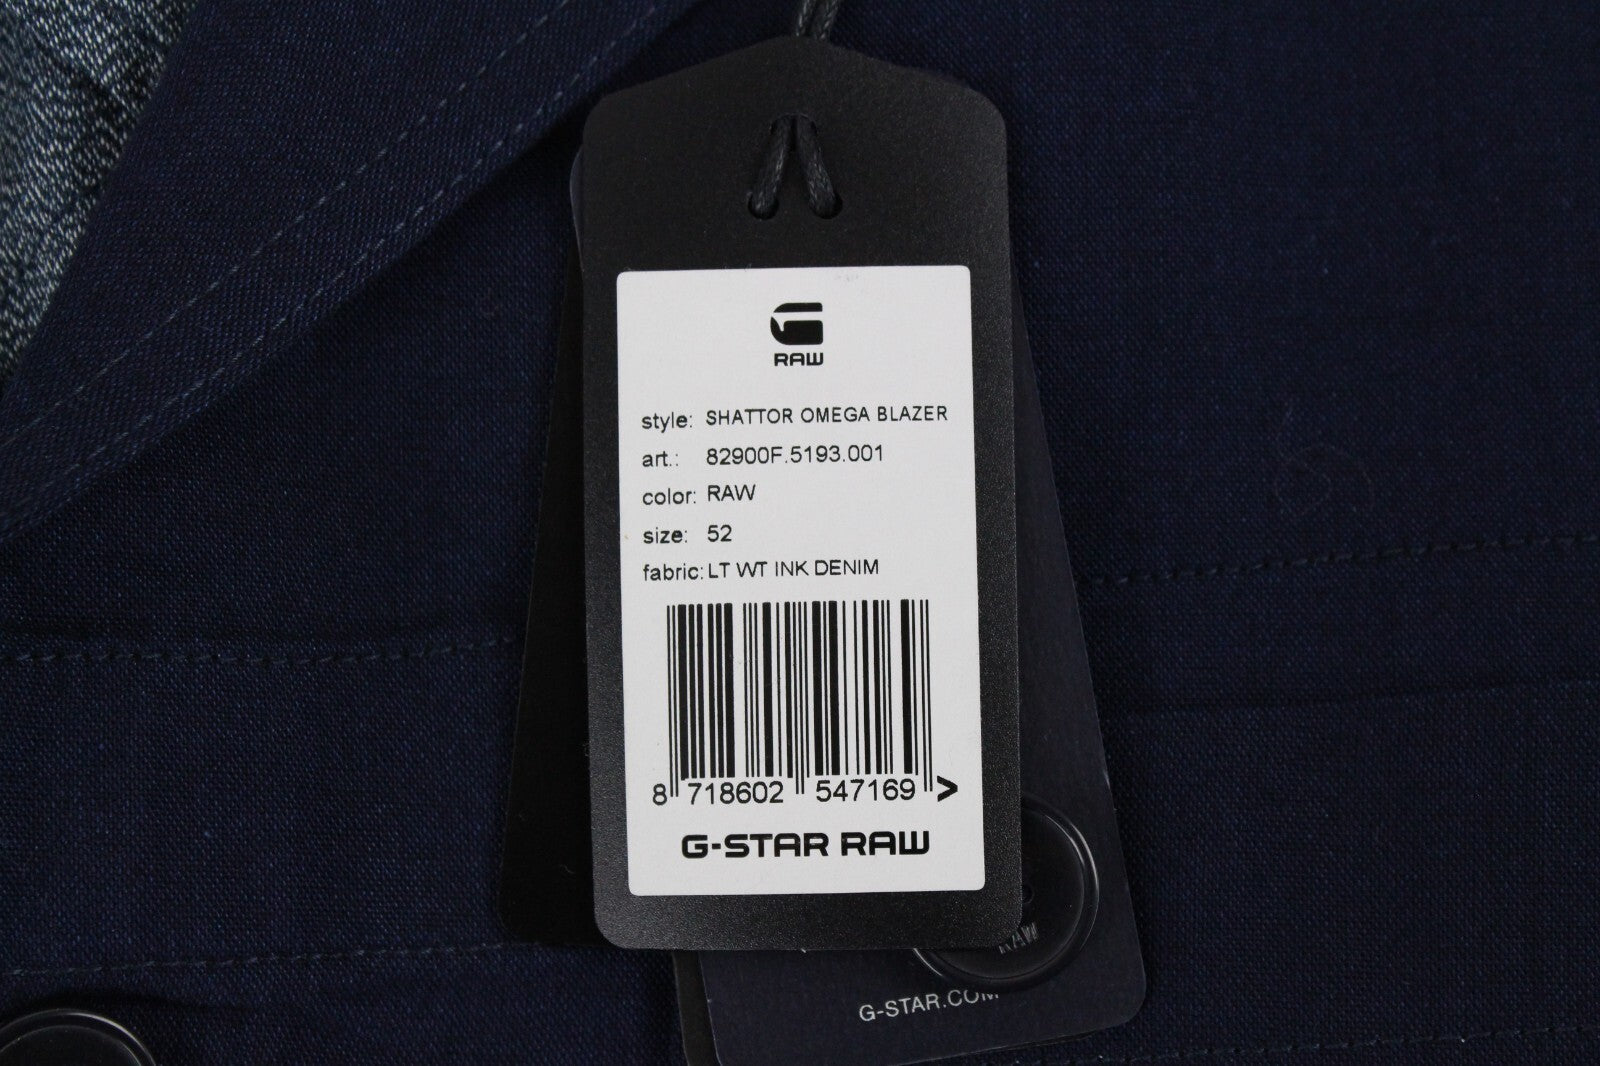 RAW
style: SHATTOR OMEGA BLAZER
art.: 82900F.5193.001
color: RAW
size: 52
fabric: LT WT INK DENIM
8 718602 547169 >
G-STAR RAW
RAW
G-STAR.COM